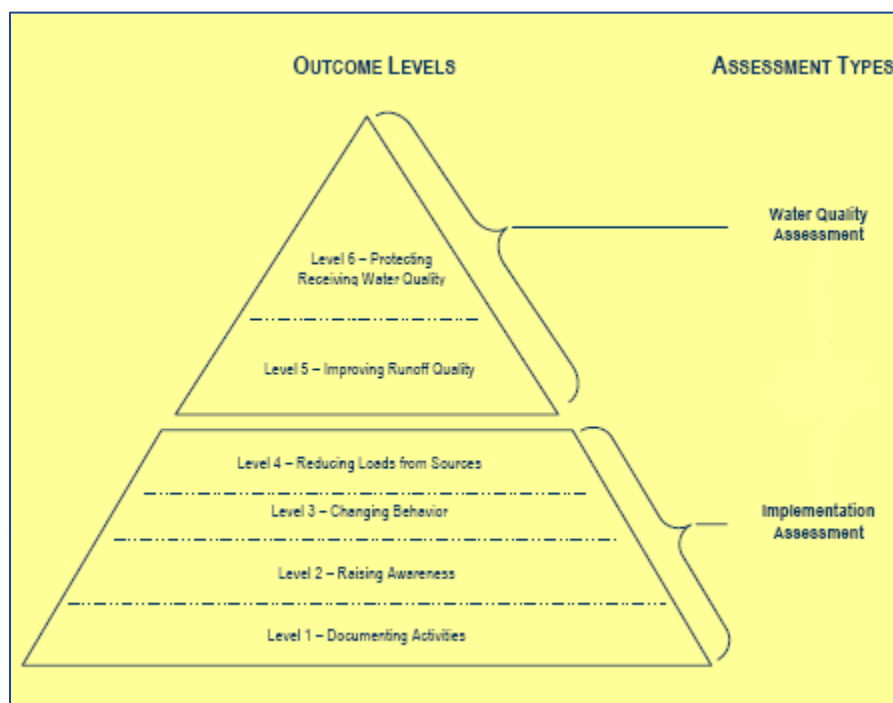 OUTCOME LEVELS
ASSESSMENT TYPES
Water Quality
Assessment
Level 6 – Protecting
Receiving Water Quality
Level 5 – Improving Runoff Quality
Level 4 – Reducing Loads from Sources
Level 3 – Changing Behavior
Implementation
Assessment
Level 2 – Raising Awareness
Level 1 – Documenting Activities